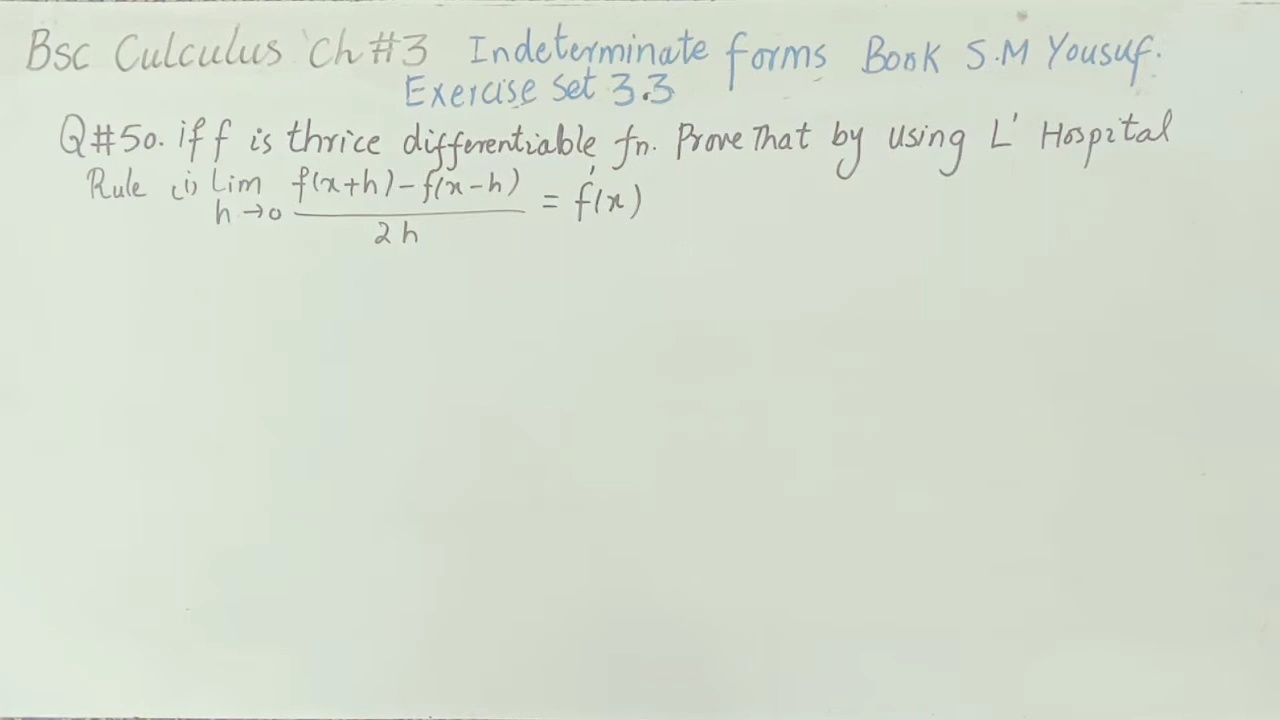 Bsc Culculus Ch#3 Indeterminate forms Book S.M Yousuf.
Exercise Set 3.3
Q#50. if f is thrice differentiable fn. Prove That by using L' Hospital
Rule (i) Lim h→0 f(x+h)-f(x-h) / 2h = f'(x)